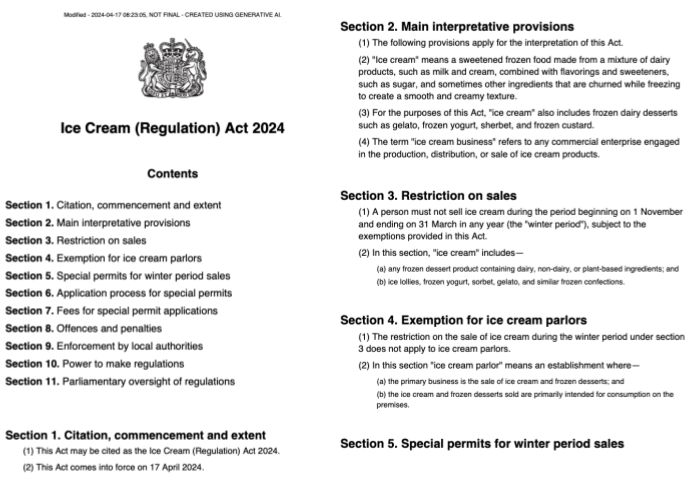 Modified - 2024-04-17 08:23:05, NOT FINAL - CREATED USING GENERATIVE AI.
Ice Cream (Regulation) Act 2024
Contents
Section 1. Citation, commencement and extent
Section 2. Main interpretative provisions
Section 3. Restriction on sales
Section 4. Exemption for ice cream parlors
Section 5. Special permits for winter period sales
Section 6. Application process for special permits
Section 7. Fees for special permit applications
Section 8. Offences and penalties
Section 9. Enforcement by local authorities
Section 10. Power to make regulations
Section 11. Parliamentary oversight of regulations
Section 1. Citation, commencement and extent
(1) This Act may be cited as the Ice Cream (Regulation) Act 2024.
(2) This Act comes into force on 17 April 2024.
Section 2. Main interpretative provisions
(1) The following provisions apply for the interpretation of this Act.
(2) "Ice cream" means a sweetened frozen food made from a mixture of dairy
products, such as milk and cream, combined with flavorings and sweeteners,
such as sugar, and sometimes other ingredients that are churned while freezing
to create a smooth and creamy texture.
(3) For the purposes of this Act, "ice cream" also includes frozen dairy desserts
such as gelato, frozen yogurt, sherbet, and frozen custard.
(4) The term "ice cream business" refers to any commercial enterprise engaged
in the production, distribution, or sale of ice cream products.
Section 3. Restriction on sales
(1) A person must not sell ice cream during the period beginning on 1 November
and ending on 31 March in any year (the "winter period"), subject to the
exemptions provided in this Act.
(2) In this section, "ice cream" includes—
(a) any frozen dessert product containing dairy, non-dairy, or plant-based ingredients; and
(b) ice lollies, frozen yogurt, sorbet, gelato, and similar frozen confections.
Section 4. Exemption for ice cream parlors
(1) The restriction on the sale of ice cream during the winter period under section
3 does not apply to ice cream parlors.
(2) In this section "ice cream parlor" means an establishment where—
(a) the primary business is the sale of ice cream and frozen desserts; and
(b) the ice cream and frozen desserts sold are primarily intended for consumption on the
premises.
Section 5. Special permits for winter period sales